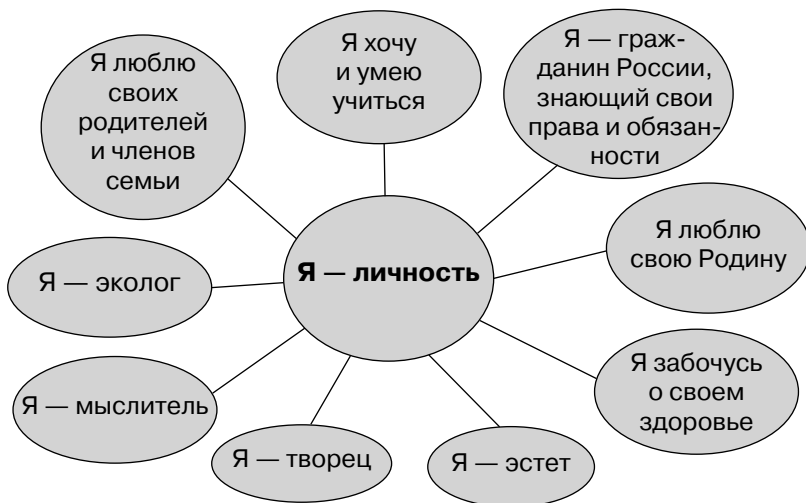 Я люблю
своих
родителей
и членов
семьи
Я хочу
и умею
учиться
Я — граж-
данин России,
знающий свои
права и обязан-
ности
Я — личность
Я люблю
свою Родину
Я — эколог
Я забочусь
о своем
здоровье
Я — мыслитель
Я — творец
Я — эстет